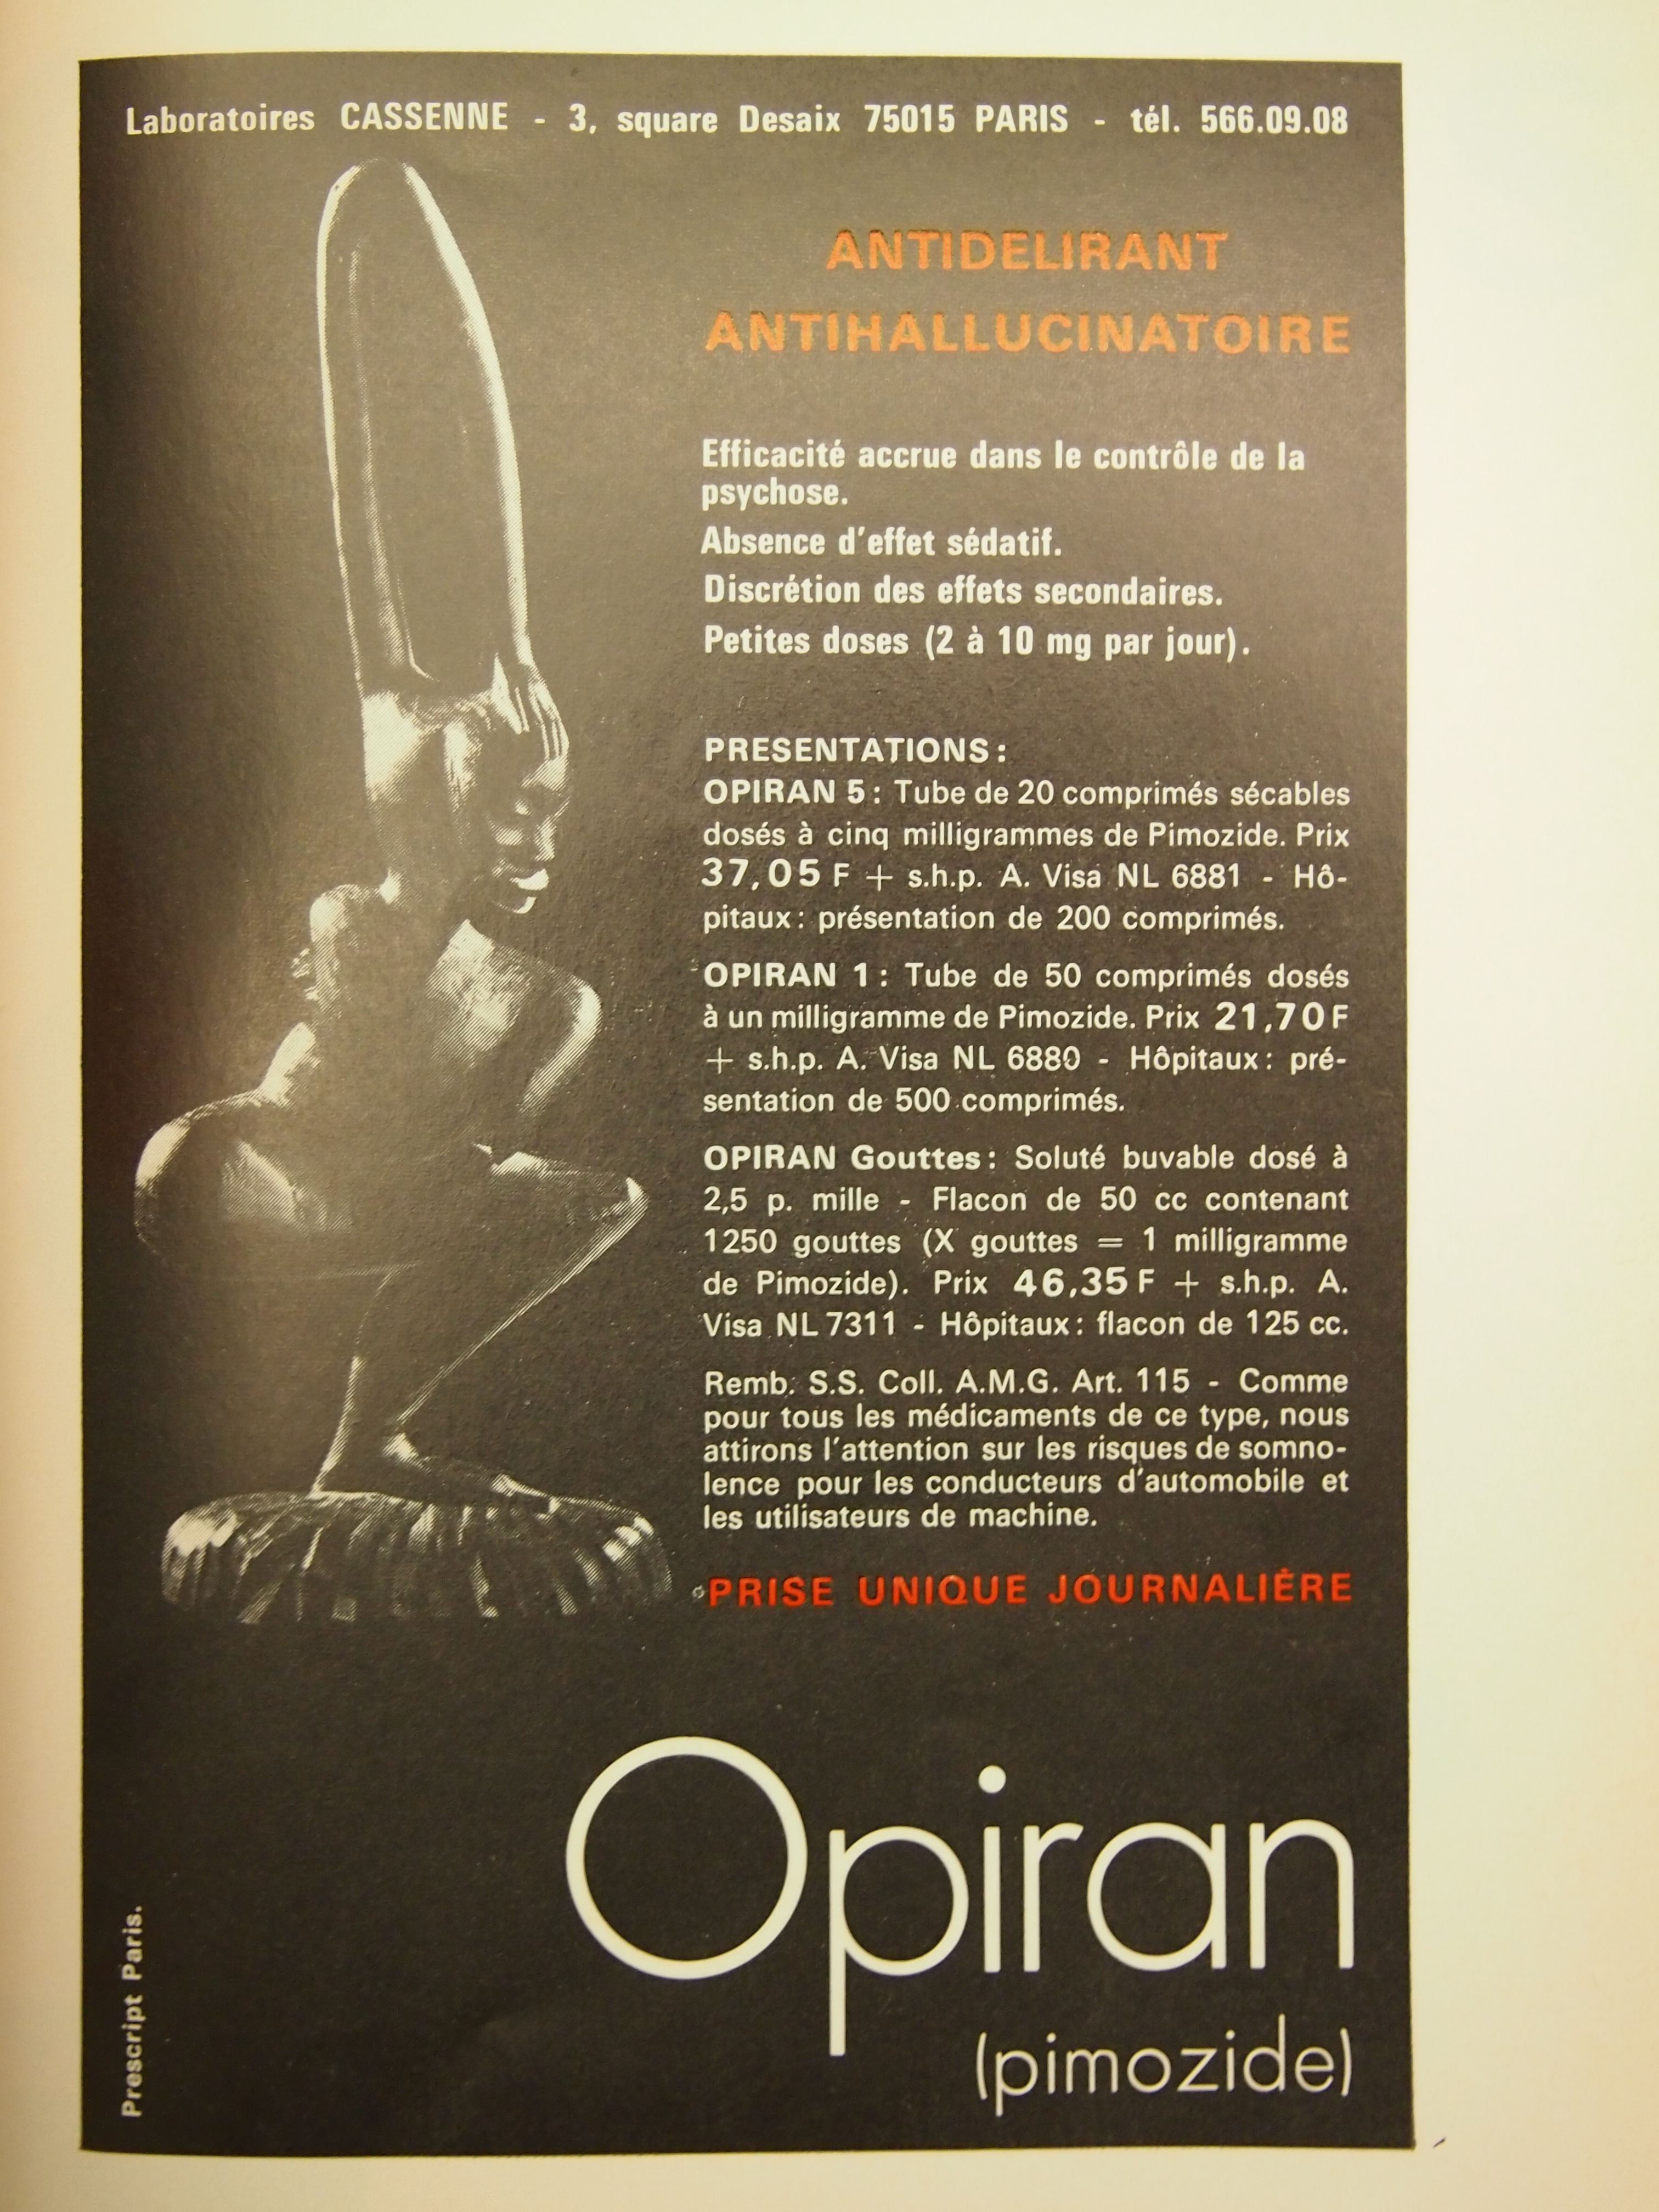 Laboratoires CASSENNE - 3, square Desaix 75015 PARIS - tél. 566.09.08
ANTIDELIRANT
ANTIHALLUCINATOIRE
Efficacité accrue dans le contrôle de la
psychose.
Absence d'effet sédatif.
Discrétion des effets secondaires.
Petites doses (2 à 10 mg par jour).
PRESENTATIONS :
OPIRAN 5 : Tube de 20 comprimés sécables
dosés à cinq milligrammes de Pimozide. Prix
37,05 F + s.h.p. A. Visa NL 6881 - Hô-
pitaux : présentation de 200 comprimés.
OPIRAN 1 : Tube de 50 comprimés dosés
à un milligramme de Pimozide. Prix 21,70 F
+ s.h.p. A. Visa NL 6880 - Hôpitaux : pré-
sentation de 500 comprimés.
OPIRAN Gouttes : Soluté buvable dosé à
2,5 p. mille - Flacon de 50 cc contenant
1250 gouttes (X gouttes = 1 milligramme
de Pimozide). Prix 46,35 F + s.h.p. A.
Visa NL 7311 - Hôpitaux : flacon de 125 cc.
Remb. S.S. Coll. A.M.G. Art. 115 - Comme
pour tous les médicaments de ce type, nous
attirons l'attention sur les risques de somno-
lence pour les conducteurs d'automobile et
les utilisateurs de machine.
PRISE UNIQUE JOURNALIÈRE
Opiran
(pimozide)
Prescript Paris.